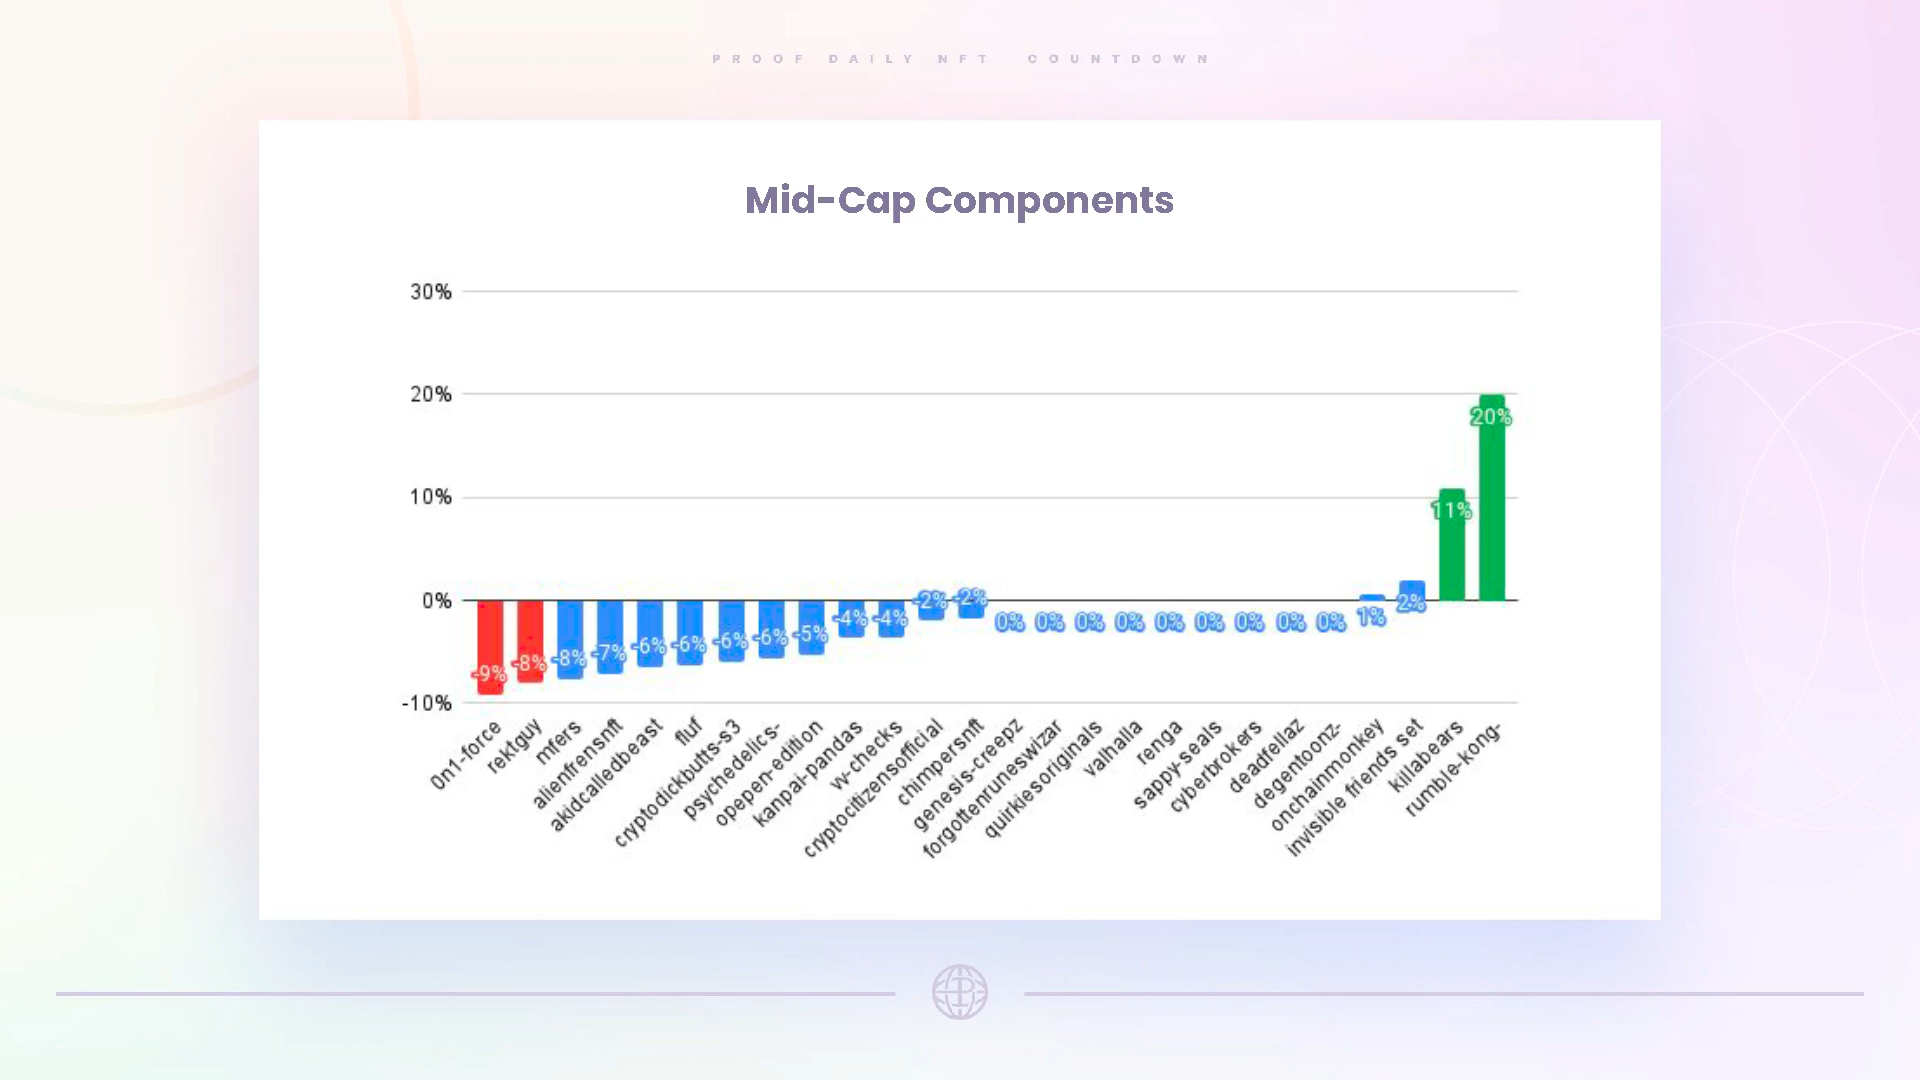 PROOF DAILY NFT COUNTDOWN
Mid-Cap Components
30%
20%
10%
0%
-10%
-9%
-8%
-8%
-7%
-6%
-6%
-6%
-6%
-5%
-4%
-4%
-2%
-2%
0%
0%
0%
0%
0%
0%
0%
0%
0%
1%
2%
11%
20%
0n1-force
rektguy
mfers
alienfrensnft
akidcalledbeast
fluf
cryptodickbutts-s3
psychedelics-
opepen-edition
kanpai-pandas
vv-checks
cryptocitizensofficial
chimpersnft
genesis-creepz
forgottenruneswizar
quirkiesoriginals
valhalla
renga
sappy-seals
cyberbrokers
deadfellaz
degentoonz-
onchainmonkey
invisible friends set
killabears
rumble-kong-